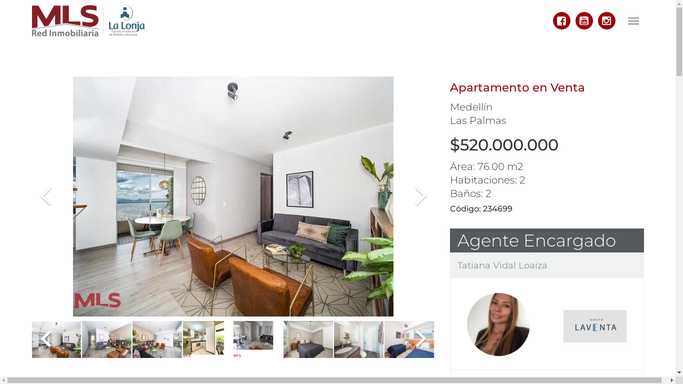 MLS
Red Inmobiliaria
La Lonja
Apartamento en Venta
Medellín
Las Palmas
$520.000.000
Área: 76.00 m2
Habitaciones: 2
Baños: 2
Código: 234699
Agente Encargado
Tatiana Vidal Loaiza
LAVENTA
MLS